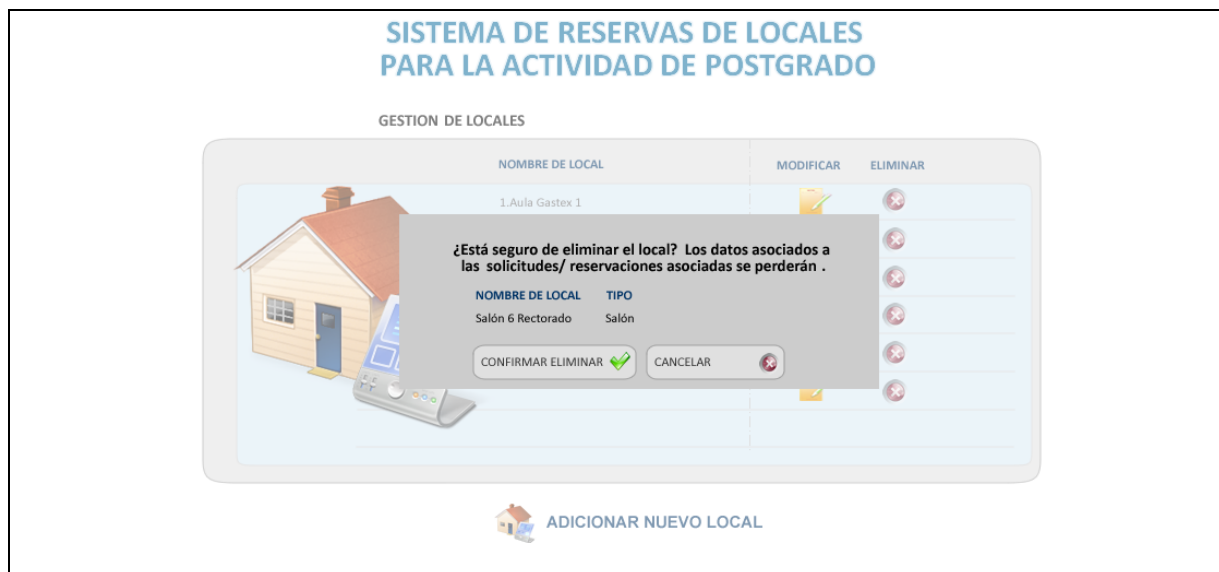 SISTEMA DE RESERVAS DE LOCALES
PARA LA ACTIVIDAD DE POSTGRADO
GESTION DE LOCALES
NOMBRE DE LOCAL MODIFICAR ELIMINAR
1.Aula Gastex 1
¿Está seguro de eliminar el local? Los datos asociados a
las solicitudes/ reservaciones asociadas se perderán .
NOMBRE DE LOCAL TIPO
Salón 6 Rectorado Salón
CONFIRMAR ELIMINAR CANCELAR
ADICIONAR NUEVO LOCAL